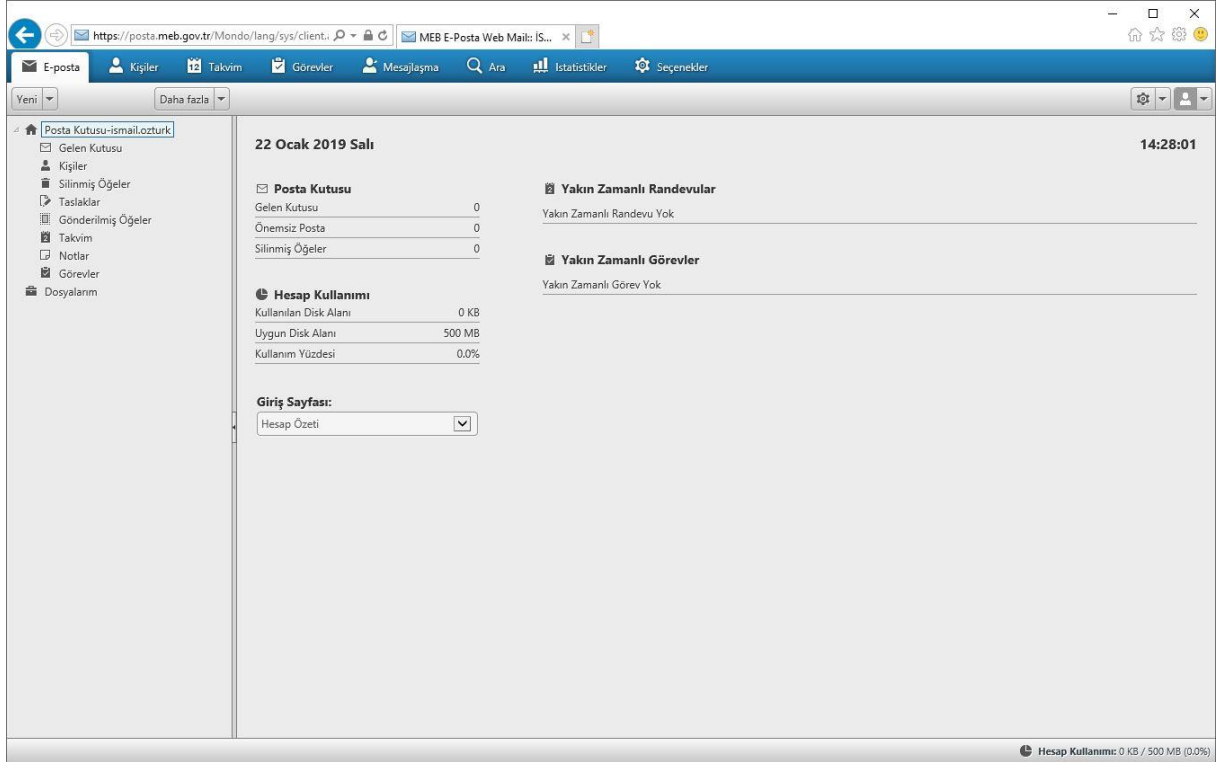 https://posta.meb.gov.tr/Mondo/lang/sys/client.. MEB E-Posta Web Mail:: İS...
E-posta Kişiler 12 Takvim Görevler Mesajlaşma Ara Istatistikler Seçenekler
Yeni Daha fazla
Posta Kutusu-ismail.ozturk
Gelen Kutusu
Kişiler
Silinmiş Öğeler
Taslaklar
Gönderilmiş Öğeler
Takvim
Notlar
Görevler
Dosyalarım
22 Ocak 2019 Salı 14:28:01
Posta Kutusu
Gelen Kutusu 0
Önemsiz Posta 0
Silinmiş Öğeler 0
Hesap Kullanımı
Kullanılan Disk Alanı 0 KB
Uygun Disk Alanı 500 MB
Kullanım Yüzdesi 0.0%
Giriş Sayfası:
Hesap Özeti
Yakın Zamanlı Randevular
Yakın Zamanlı Randevu Yok
Yakın Zamanlı Görevler
Yakın Zamanlı Görev Yok
Hesap Kullanımı: 0 KB / 500 MB (0.0%)